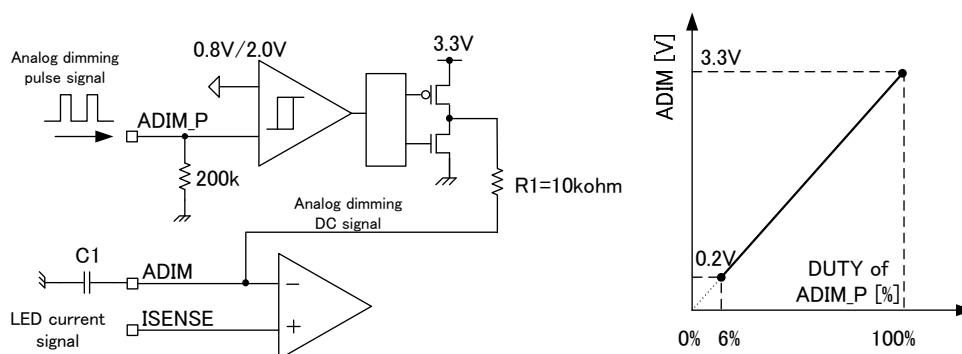 Analog dimming
pulse signal
0.8V/2.0V
3.3V
ADIM_P
200k
R1=10kohm
Analog dimming
DC signal
C1
ADIM
LED current
signal
ISENSE
ADIM [V]
3.3V
0.2V
DUTY of
ADIM_P [%]
0%
6%
100%